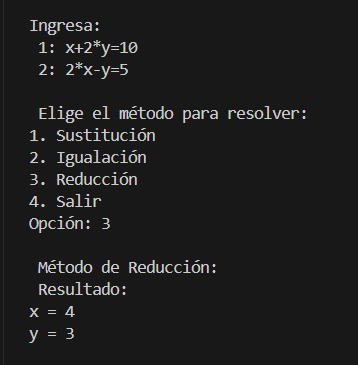 Ingresa:
1: x+2*y=10
2: 2*x-y=5
Elige el método para resolver:
1. Sustitución
2. Igualación
3. Reducción
4. Salir
Opción: 3
Método de Reducción:
Resultado:
x = 4
y = 3